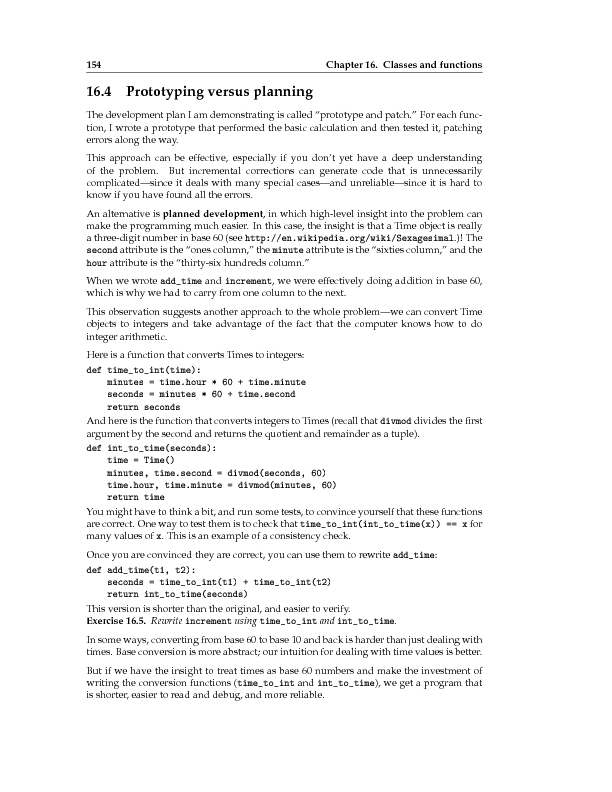 154 Chapter 16. Classes and functions
16.4 Prototyping versus planning
The development plan I am demonstrating is called “prototype and patch.” For each func-
tion, I wrote a prototype that performed the basic calculation and then tested it, patching
errors along the way.
This approach can be effective, especially if you don’t yet have a deep understanding
of the problem. But incremental corrections can generate code that is unnecessarily
complicated—since it deals with many special cases—and unreliable—since it is hard to
know if you have found all the errors.
An alternative is planned development, in which high-level insight into the problem can
make the programming much easier. In this case, the insight is that a Time object is really
a three-digit number in base 60 (see http://en.wikipedia.org/wiki/Sexagesimal.)! The
second attribute is the “ones column,” the minute attribute is the “sixties column,” and the
hour attribute is the “thirty-six hundreds column.”
When we wrote add_time and increment, we were effectively doing addition in base 60,
which is why we had to carry from one column to the next.
This observation suggests another approach to the whole problem—we can convert Time
objects to integers and take advantage of the fact that the computer knows how to do
integer arithmetic.
Here is a function that converts Times to integers:
def time_to_int(time):
    minutes = time.hour * 60 + time.minute
    seconds = minutes * 60 + time.second
    return seconds
And here is the function that converts integers to Times (recall that divmod divides the first
argument by the second and returns the quotient and remainder as a tuple).
def int_to_time(seconds):
    time = Time()
    minutes, time.second = divmod(seconds, 60)
    time.hour, time.minute = divmod(minutes, 60)
    return time
You might have to think a bit, and run some tests, to convince yourself that these functions
are correct. One way to test them is to check that time_to_int(int_to_time(x)) == x for
many values of x. This is an example of a consistency check.
Once you are convinced they are correct, you can use them to rewrite add_time:
def add_time(t1, t2):
    seconds = time_to_int(t1) + time_to_int(t2)
    return int_to_time(seconds)
This version is shorter than the original, and easier to verify.
Exercise 16.5. Rewrite increment using time_to_int and int_to_time.
In some ways, converting from base 60 to base 10 and back is harder than just dealing with
times. Base conversion is more abstract; our intuition for dealing with time values is better.
But if we have the insight to treat times as base 60 numbers and make the investment of
writing the conversion functions (time_to_int and int_to_time), we get a program that
is shorter, easier to read and debug, and more reliable.